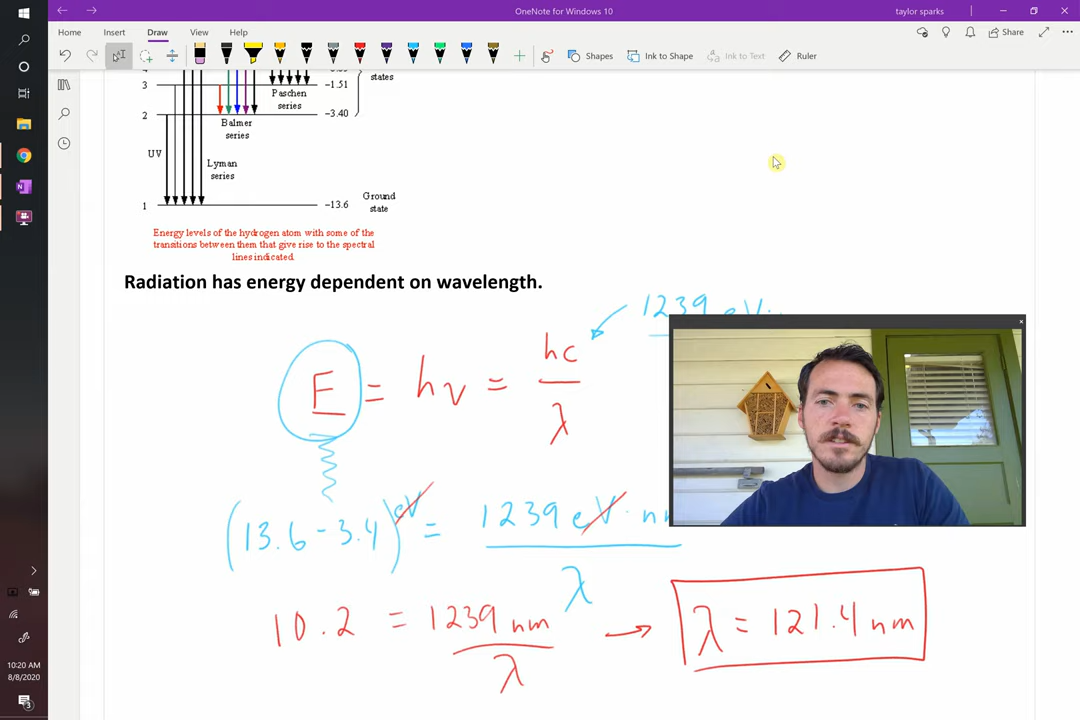 OneNote for Windows 10
taylor sparks
Home Insert Draw View Help
Share
Shapes
Ink to Shape
Ink to Text
Ruler
states
3 −1.51
Paschen
series
2 −3.40
Balmer
series
UV
Lyman
series
1 −13.6
Ground
state
Energy levels of the hydrogen atom with some of the
transitions between them that give rise to the spectral
lines indicated
Radiation has energy dependent on wavelength.
1239 eV·
E = hν = hc/λ
(13.6 - 3.4) eV = 1239 eV·nm/λ
10.2 = 1239 nm/λ → λ = 121.4 nm
10:20 AM
8/8/2020
3